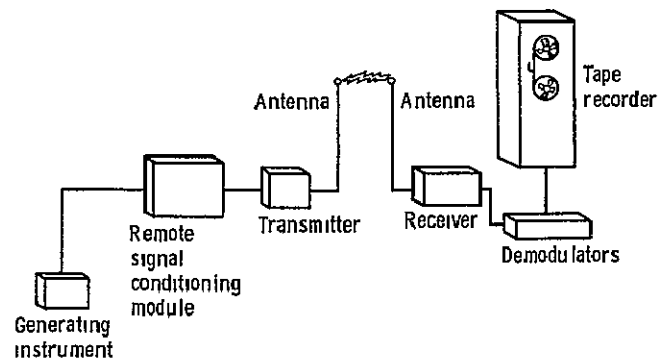 Generating
instrument
Remote
signal
conditioning
module
Transmitter
Antenna
Antenna
Receiver
Demodulators
Tape
recorder